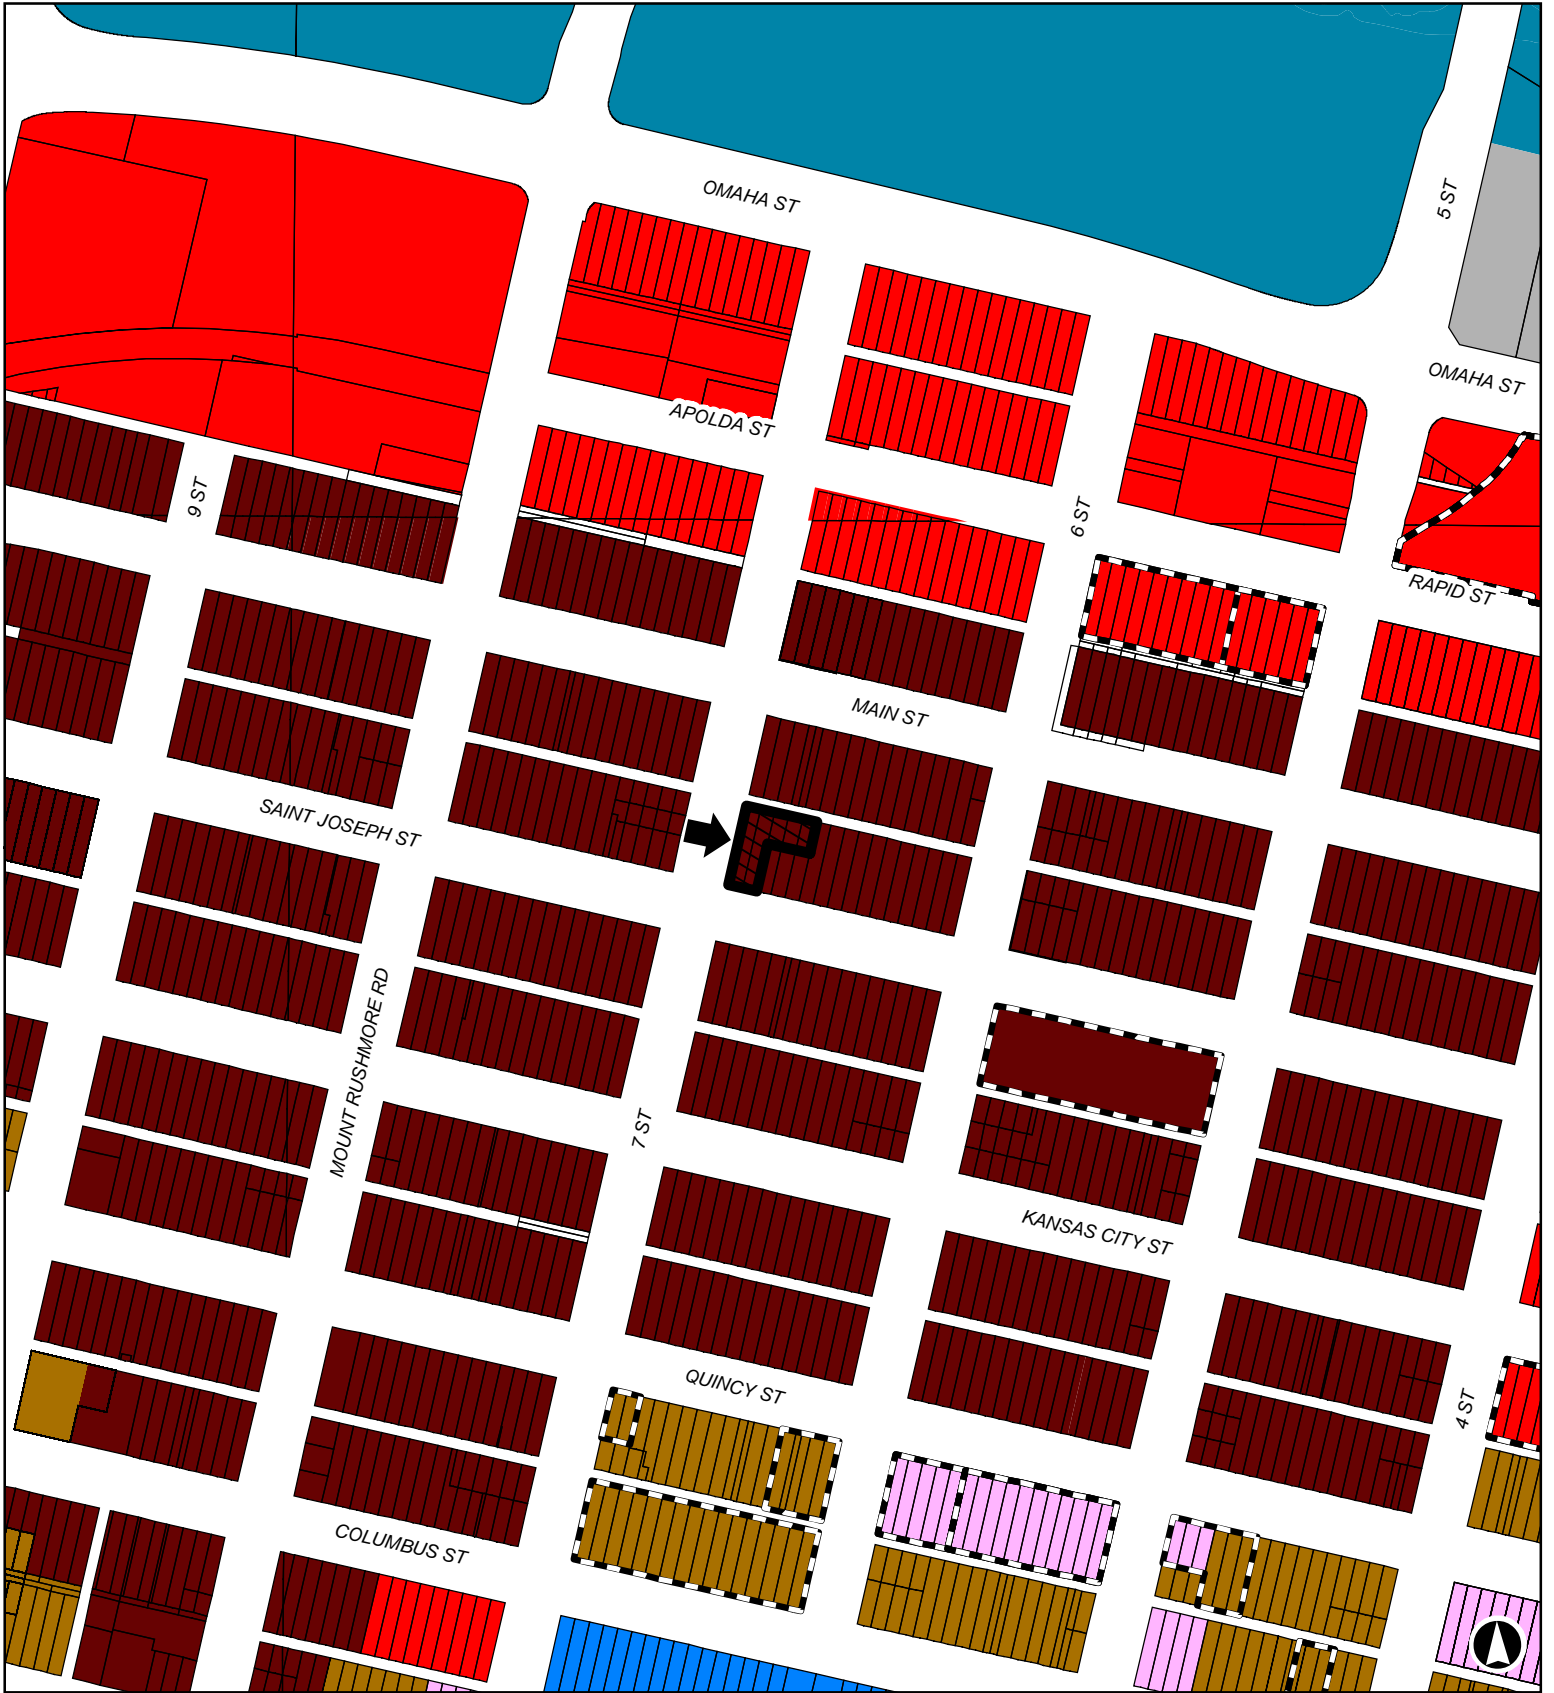 OMAHA ST
5 ST
OMAHA ST
APOLDA ST
9 ST
6 ST
RAPID ST
MAIN ST
SAINT JOSEPH ST
MOUNT RUSHMORE RD
7 ST
KANSAS CITY ST
QUINCY ST
4 ST
COLUMBUS ST